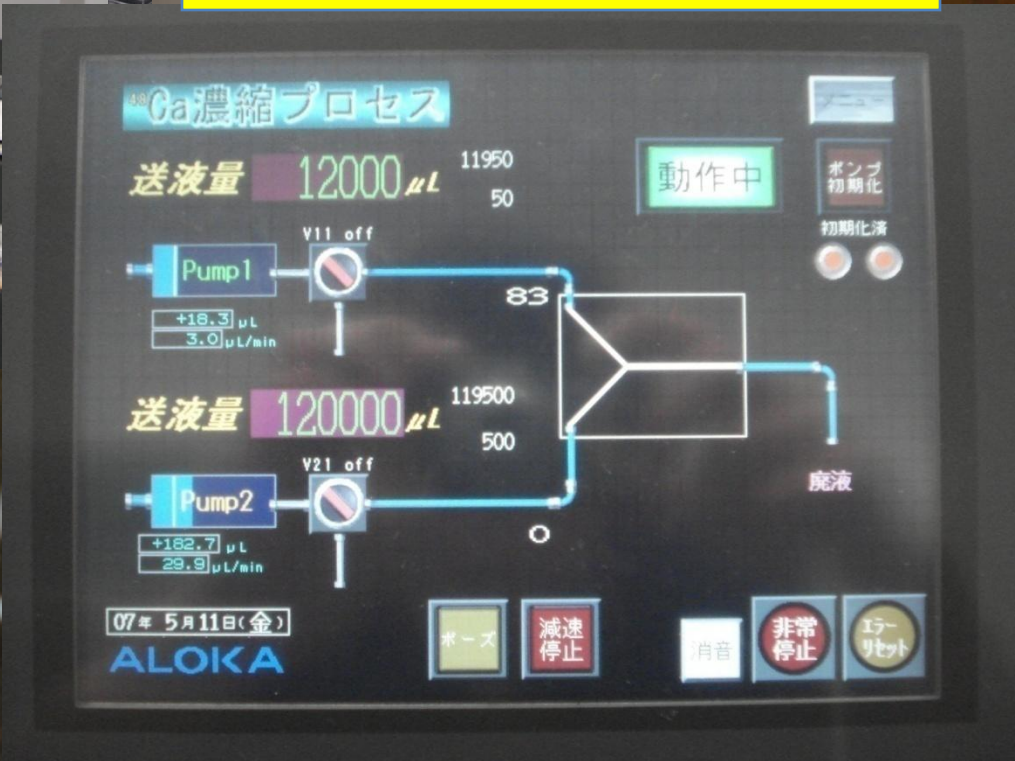 48Ca濃縮プロセス
メニュー
送液量 12000 μL
11950
50
動作中
ポンプ
初期化
初期化済
V11 off
Pump1
83
+18.3 μL
3.0 μL/min
送液量 120000 μL
119500
500
V21 off
Pump2
廃液
0
+182.7 μL
29.9 μL/min
07年 5月11日(金)
ALOKA
ポーズ
減速
停止
消音
非常
停止
エラー
リセット